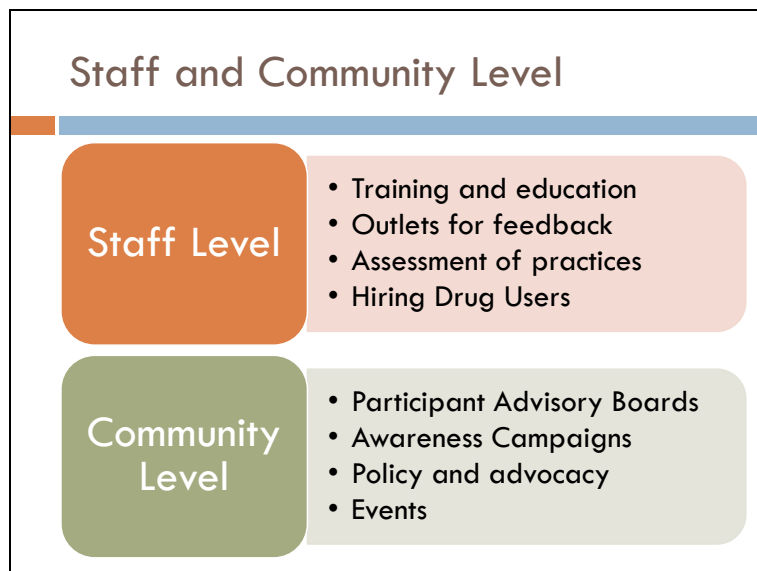 Staff and Community Level
Staff Level
• Training and education
• Outlets for feedback
• Assessment of practices
• Hiring Drug Users
Community
Level
• Participant Advisory Boards
• Awareness Campaigns
• Policy and advocacy
• Events